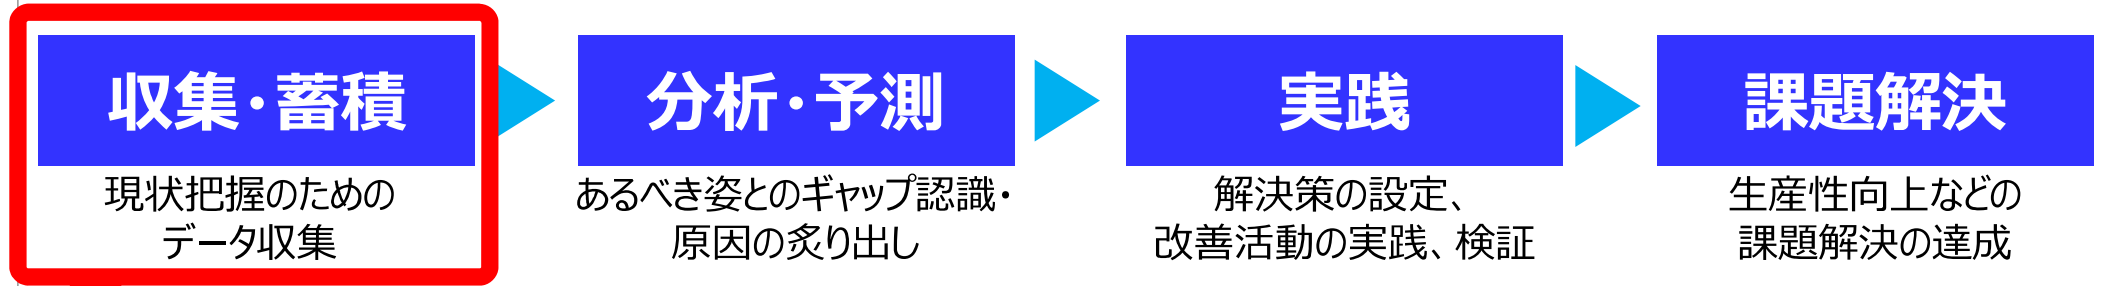 収集・蓄積
現状把握のための
データ収集
分析・予測
あるべき姿とのギャップ認識・
原因の炙り出し
実践
解決策の設定、
改善活動の実践、検証
課題解決
生産性向上などの
課題解決の達成